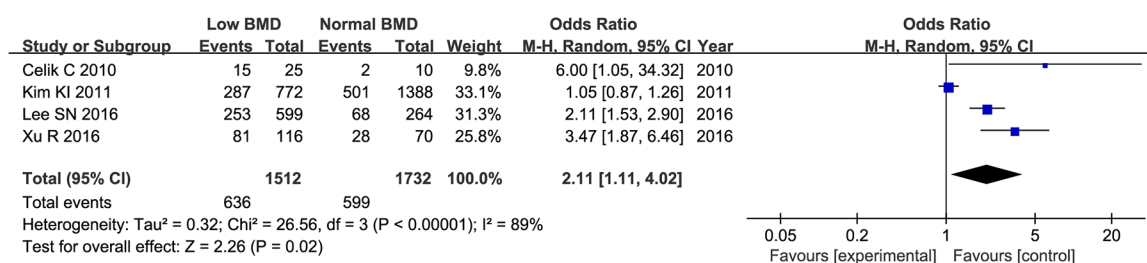 Low BMD Normal BMD Odds Ratio Odds Ratio
Study or Subgroup Events Total Events Total Weight M-H, Random, 95% CI Year M-H, Random, 95% CI
Celik C 2010 15 25 2 10 9.8% 6.00 [1.05, 34.32] 2010
Kim KI 2011 287 772 501 1388 33.1% 1.05 [0.87, 1.26] 2011
Lee SN 2016 253 599 68 264 31.3% 2.11 [1.53, 2.90] 2016
Xu R 2016 81 116 28 70 25.8% 3.47 [1.87, 6.46] 2016
Total (95% CI) 1512 1732 100.0% 2.11 [1.11, 4.02]
Total events 636 599
Heterogeneity: Tau² = 0.32; Chi² = 26.56, df = 3 (P < 0.00001); I² = 89%
Test for overall effect: Z = 2.26 (P = 0.02)
0.05 0.2 1 5 20
Favours [experimental] Favours [control]